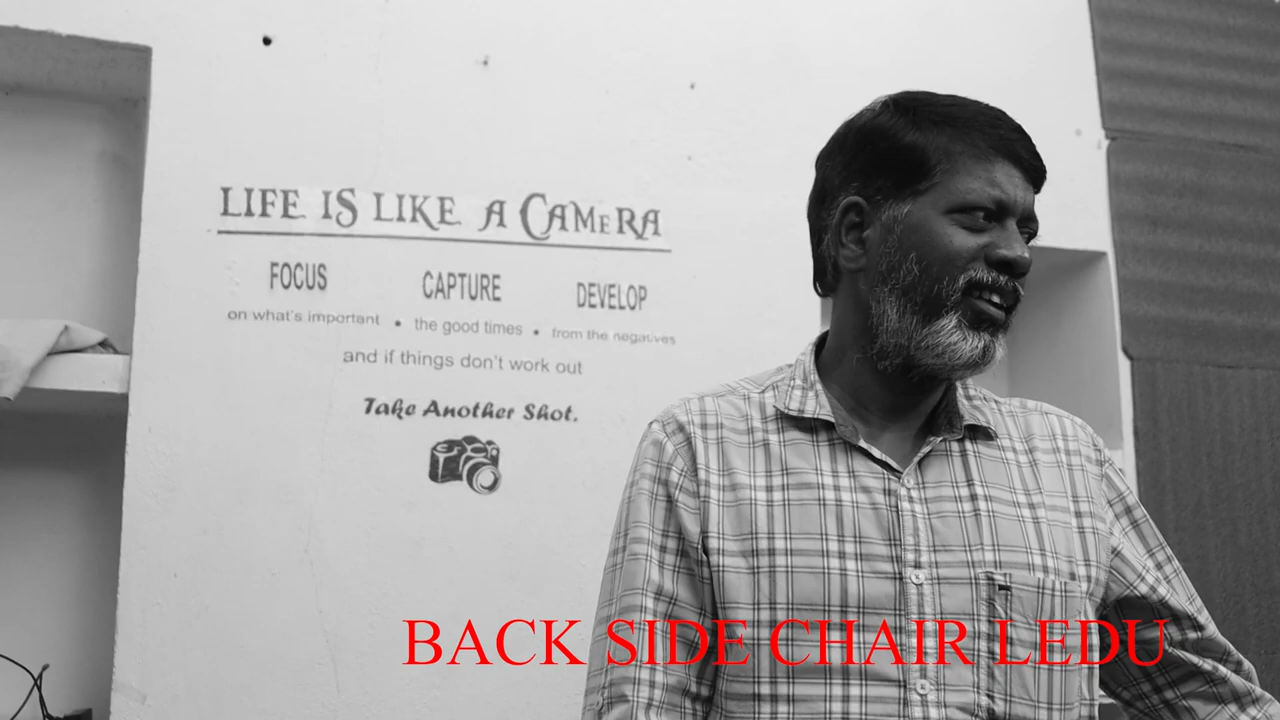 LIFE IS LIKE A CAMERA
FOCUS CAPTURE DEVELOP
on what's important • the good times • from the negatives
and if things don't work out
Take Another Shot.
BACK SIDE CHAIR LEDU